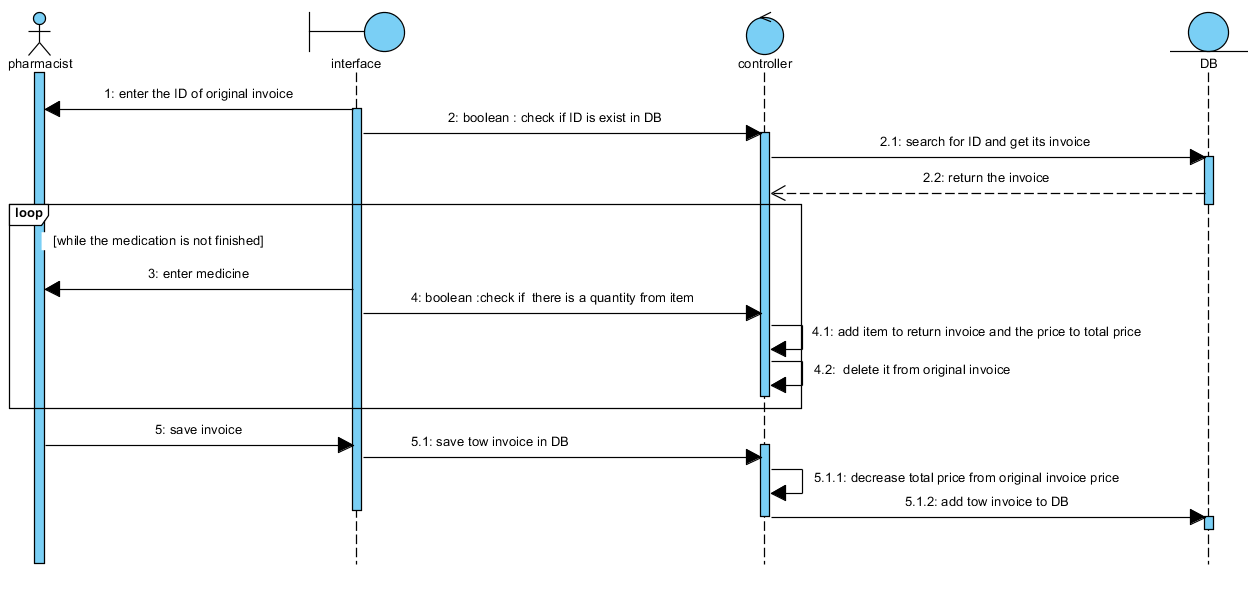 pharmacist
interface
controller
DB
1: enter the ID of original invoice
2: boolean : check if ID is exist in DB
2.1: search for ID and get its invoice
2.2: return the invoice
loop
[while the medication is not finished]
3: enter medicine
4: boolean :check if  there is a quantity from item
4.1: add item to return invoice and the price to total price
4.2:  delete it from original invoice
5: save invoice
5.1: save tow invoice in DB
5.1.1: decrease total price from original invoice price
5.1.2: add tow invoice to DB